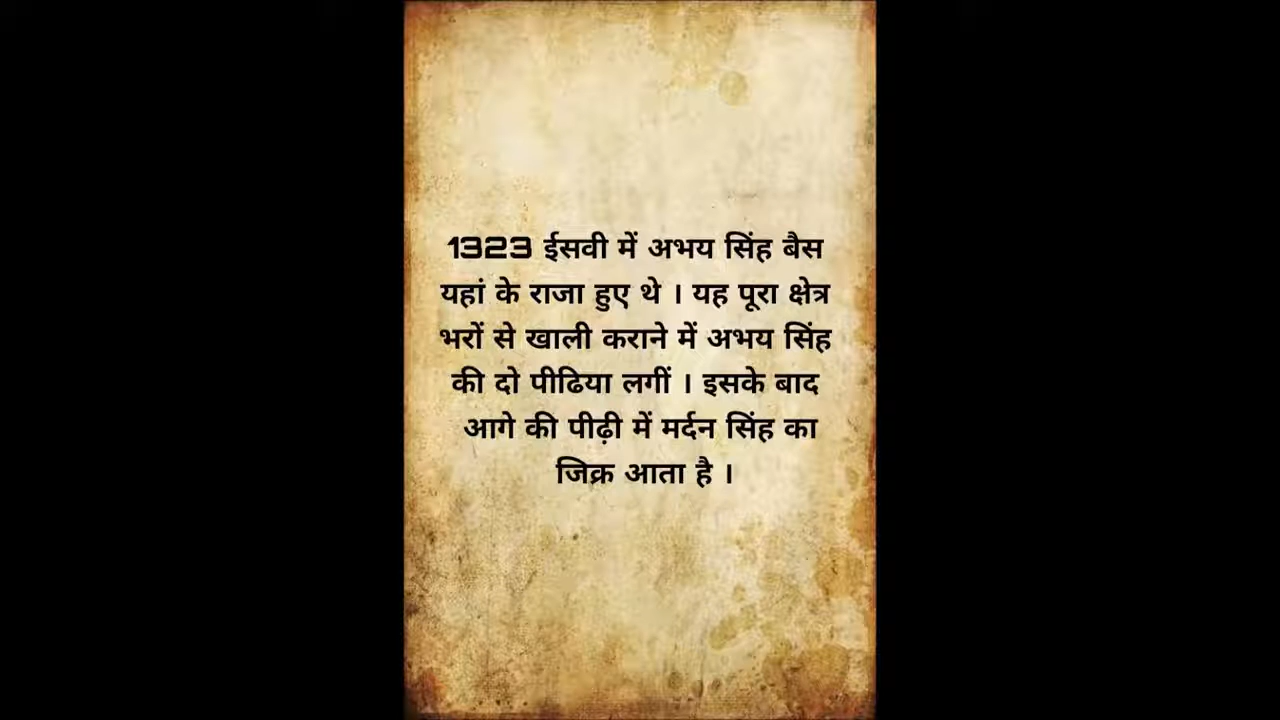 1323 ईसवी में अभय सिंह बैस
यहां के राजा हुए थे । यह पूरा क्षेत्र
भरों से खाली कराने में अभय सिंह
की दो पीढिया लगीं । इसके बाद
आगे की पीढ़ी में मर्दन सिंह का
जिक्र आता है ।